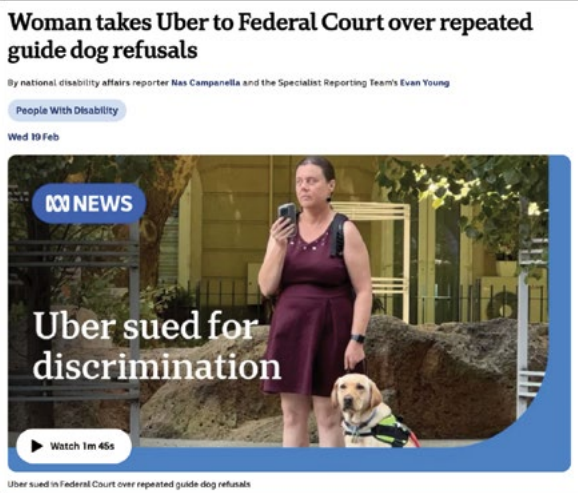 Woman takes Uber to Federal Court over repeated
guide dog refusals
By national disability affairs reporter Nas Campanella and the Specialist Reporting Team's Evan Young
People With Disability
Wed 19 Feb
NEWS
Uber sued for
discrimination
Watch 1m 45s
Uber sued in Federal Court over repeated guide dog refusals